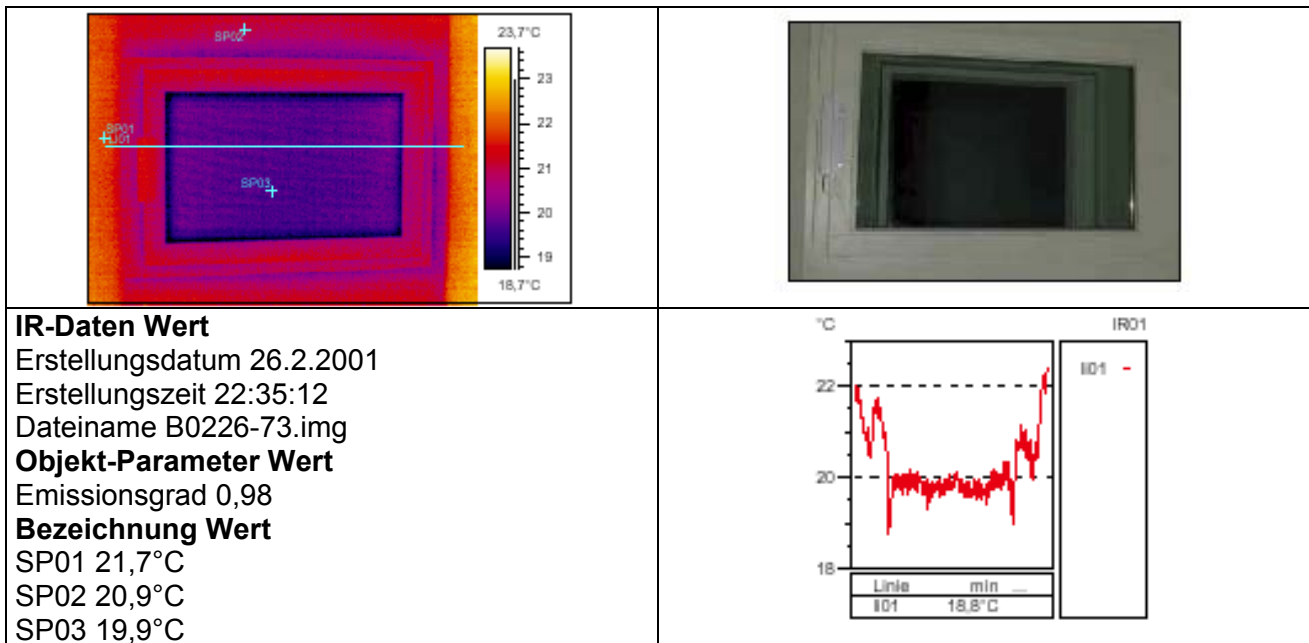 23,7°C
SP02
23
22
SP01
LI01
21
SP03
20
19
18,7°C
IR-Daten Wert
Erstellungsdatum 26.2.2001
Erstellungszeit 22:35:12
Dateiname B0226-73.img
Objekt-Parameter Wert
Emissionsgrad 0,98
Bezeichnung Wert
SP01 21,7°C
SP02 20,9°C
SP03 19,9°C
°C IR01
li01
22
20
18
Linie min ...
li01 18,8°C